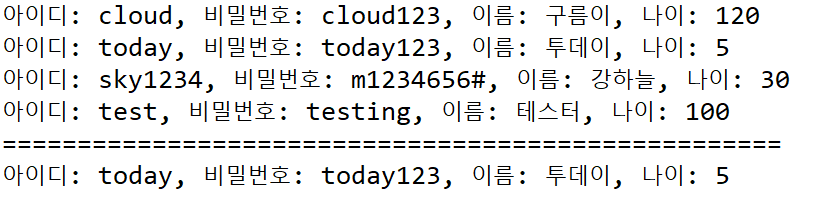 아이디: cloud, 비밀번호: cloud123, 이름: 구름이, 나이: 120
아이디: today, 비밀번호: today123, 이름: 투데이, 나이: 5
아이디: sky1234, 비밀번호: m1234656#, 이름: 강하늘, 나이: 30
아이디: test, 비밀번호: testing, 이름: 테스터, 나이: 100
====================================================
아이디: today, 비밀번호: today123, 이름: 투데이, 나이: 5